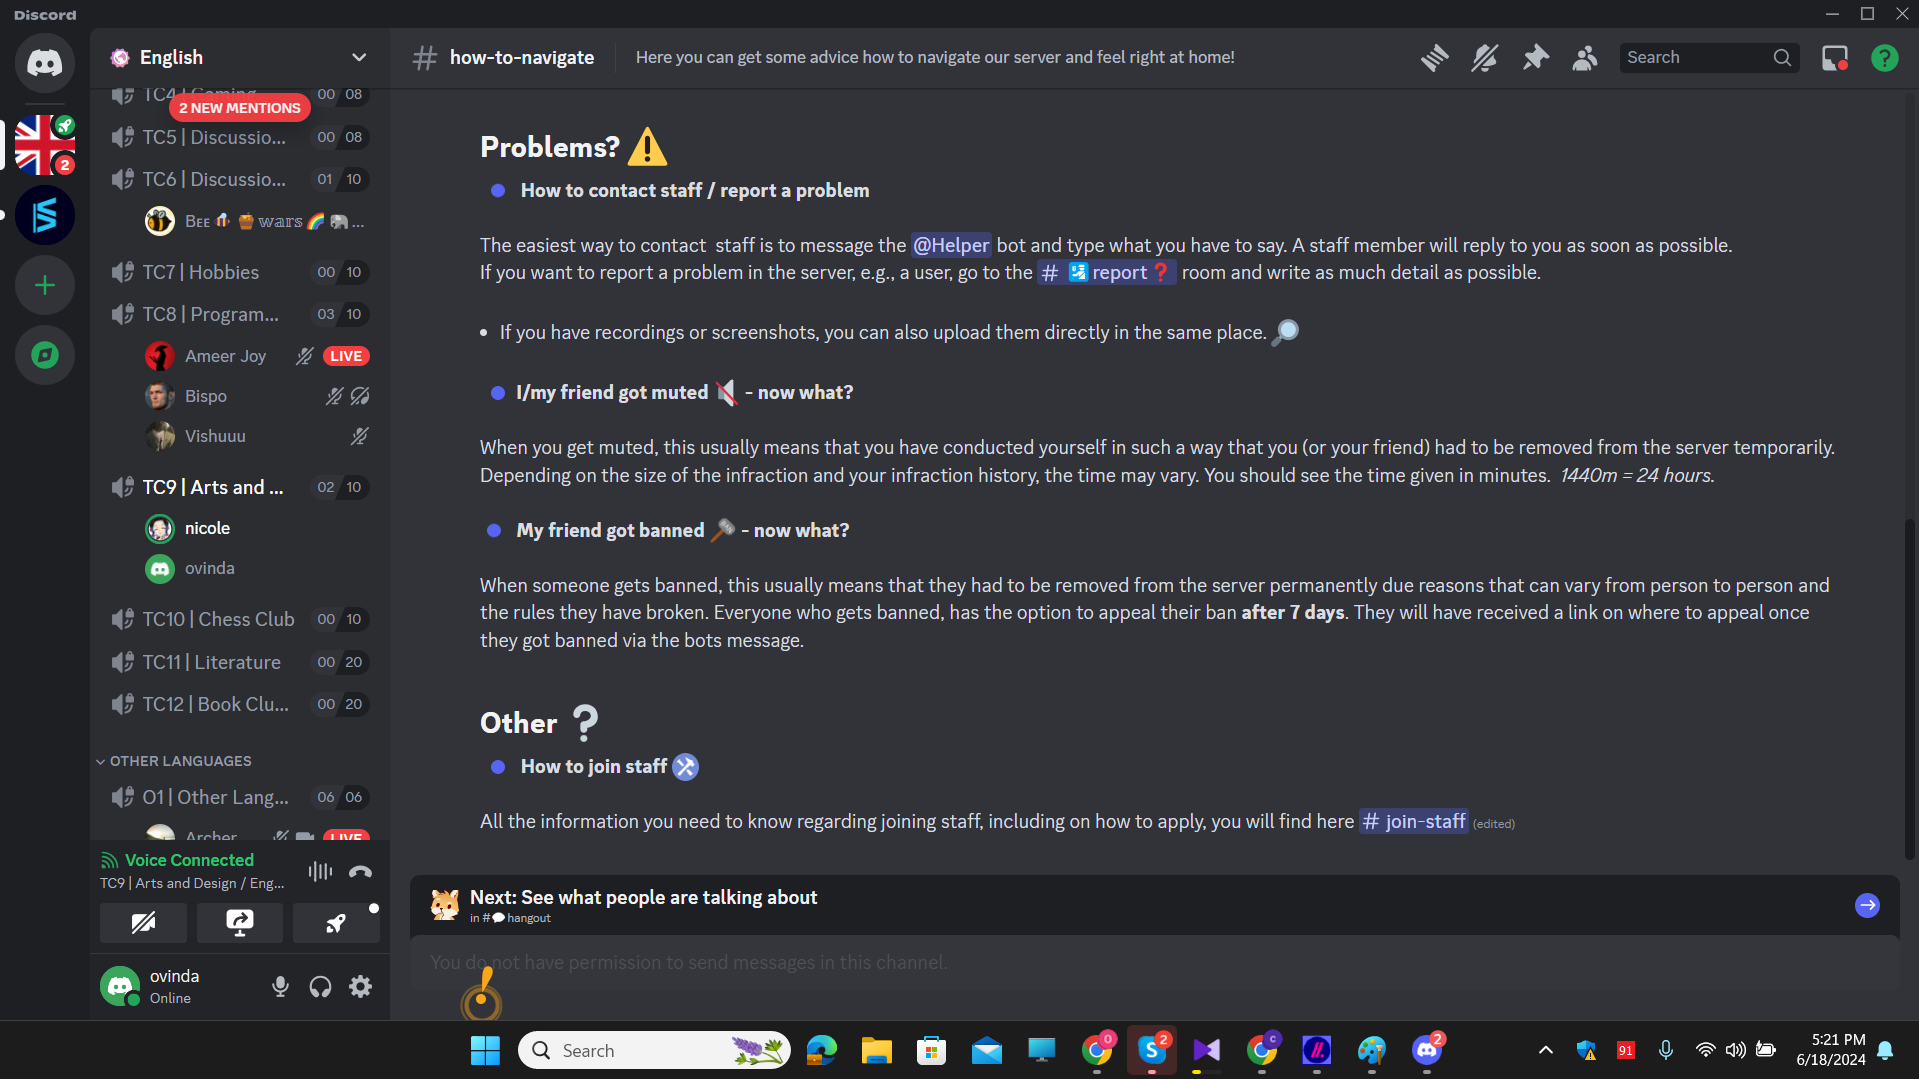 Discord
English
2 NEW MENTIONS
00 08
TC5 | Discussio... 00 08
TC6 | Discussio... 01 10
Bee wars ...
TC7 | Hobbies 00 10
TC8 | Program... 03 10
Ameer Joy LIVE
Bispo
Vishuuu
TC9 | Arts and ... 02 10
nicole
ovinda
TC10 | Chess Club 00 10
TC11 | Literature 00 20
TC12 | Book Clu... 00 20
OTHER LANGUAGES
O1 | Other Lang... 06 06
Archer LIVE
Voice Connected
TC9 | Arts and Design / Eng...
ovinda
Online
# how-to-navigate Here you can get some advice how to navigate our server and feel right at home! Search
Problems?
How to contact staff / report a problem
The easiest way to contact  staff is to message the @Helper bot and type what you have to say. A staff member will reply to you as soon as possible.
If you want to report a problem in the server, e.g., a user, go to the # report❓ room and write as much detail as possible.
• If you have recordings or screenshots, you can also upload them directly in the same place.
I/my friend got muted - now what?
When you get muted, this usually means that you have conducted yourself in such a way that you (or your friend) had to be removed from the server temporarily.
Depending on the size of the infraction and your infraction history, the time may vary. You should see the time given in minutes.  1440m = 24 hours.
My friend got banned - now what?
When someone gets banned, this usually means that they had to be removed from the server permanently due reasons that can vary from person to person and
the rules they have broken. Everyone who gets banned, has the option to appeal their ban after 7 days. They will have received a link on where to appeal once
they got banned via the bots message.
Other ❔
How to join staff
All the information you need to know regarding joining staff, including on how to apply, you will find here # join-staff (edited)
Next: See what people are talking about
in # hangout
You do not have permission to send messages in this channel.
2
Search
0
2
C
2
91
5:21 PM
6/18/2024